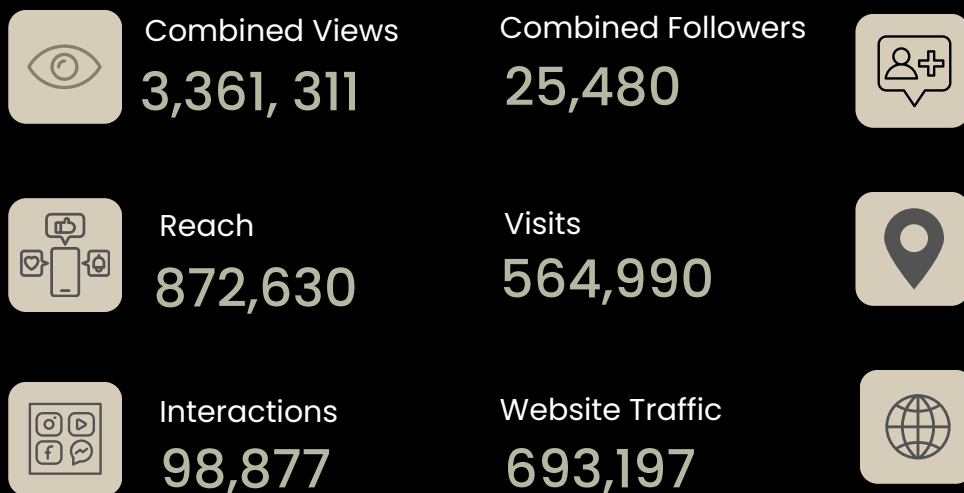 Combined Views
3,361, 311
Combined Followers
25,480
Reach
872,630
Visits
564,990
Interactions
98,877
Website Traffic
693,197